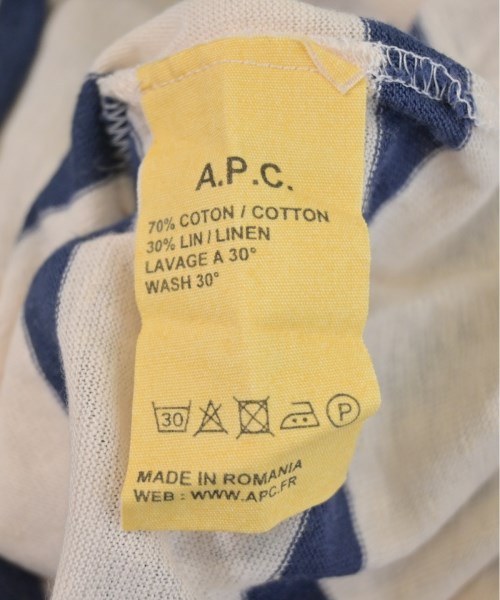 A.P.C.
70% COTON / COTTON
30% LIN / LINEN
LAVAGE A 30°
WASH 30°
30 P
MADE IN ROMANIA
WEB : WWW.APC.FR